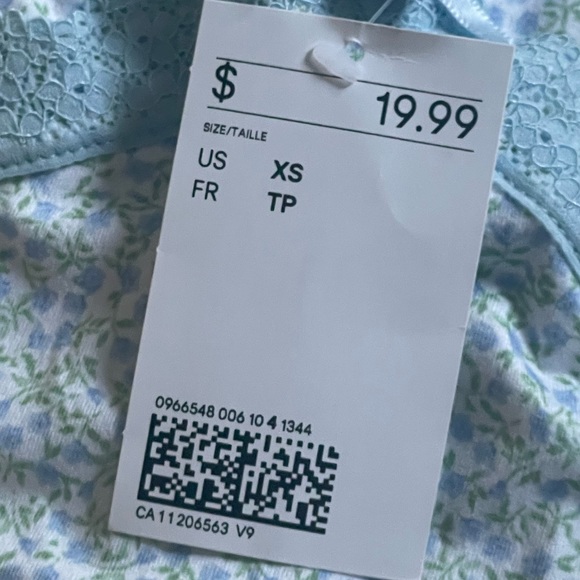 $ 19.99
SIZE/TAILLE
US XS
FR TP
0966548 006 10 4 1344
CA11206563 V9